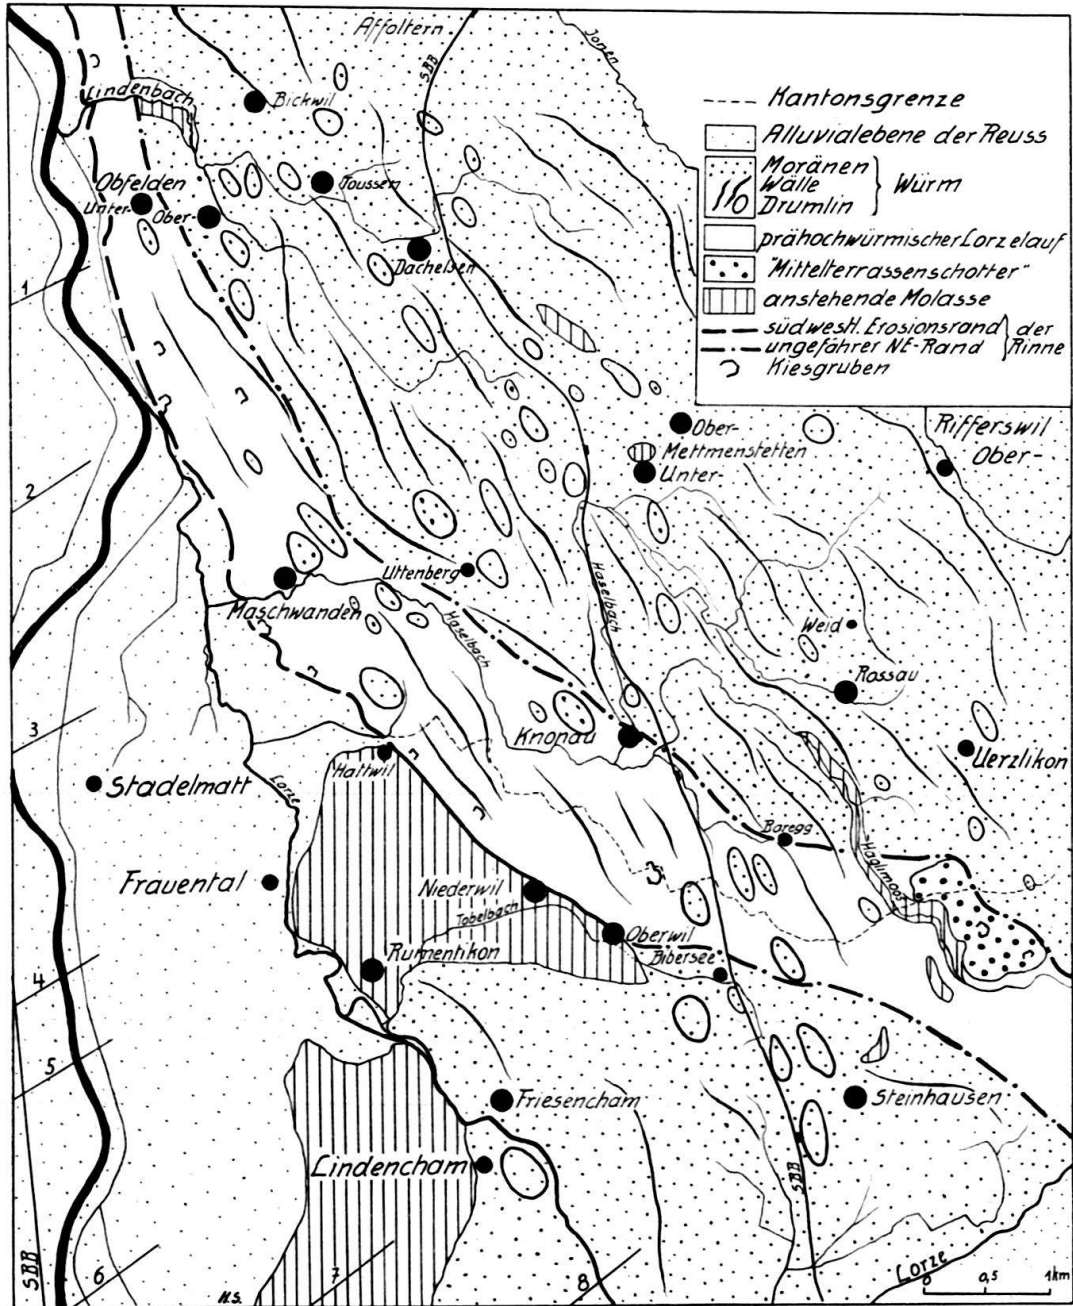 Affoltern
SBB
Jonen
Lindenbach
Bickwil
Obfelden
Unter-
Ober-
Toussen
Dachelsen
Kantonsgrenze
Alluvialebene der Reuss
Moränen
Wälle
Drumlin
Würm
prähochwürmischer Lorzelauf
"Mittelterrassenschotter"
anstehende Molasse
südwestl. Erosionsrand
ungefährer NE-Rand
der
Rinne
Kiesgruben
1
2
3
4
5
6
7
8
Ober-
Mettmenstetten
Unter-
Rifferswil
Ober-
Uttenberg
Maschwanden
Haselbach
Haselbach
Weid
Rossau
Knonau
Uerzlikon
Hattwil
Stadelmatt
Lorze
Baregg
Haglimoos
Frauental
Niederwil
Tobelbach
Oberwil
Rumentikon
Bibersee
Friesencham
Steinhausen
Lindencham
SBB
SBB
H.S.
Lorze
0
0,5
1km